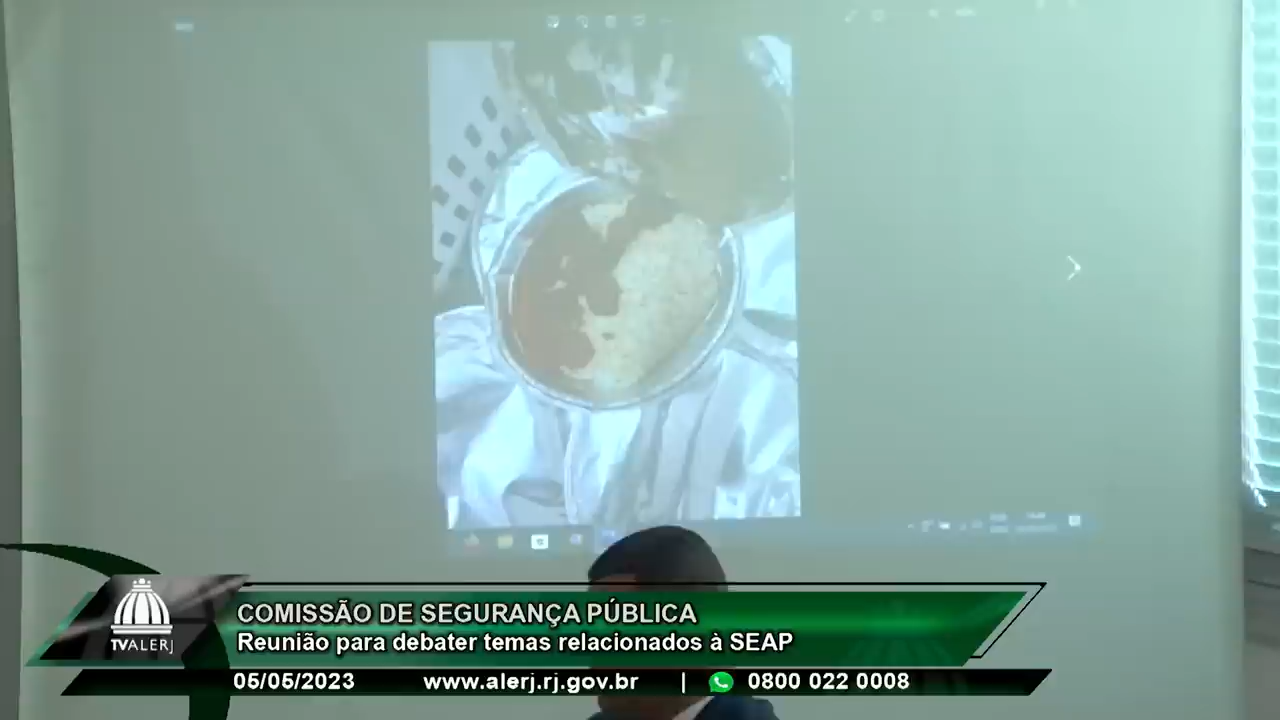 COMISSÃO DE SEGURANÇA PÚBLICA
Reunião para debater temas relacionados à SEAP
TVALERJ
05/05/2023 www.alerj.rj.gov.br | 0800 022 0008